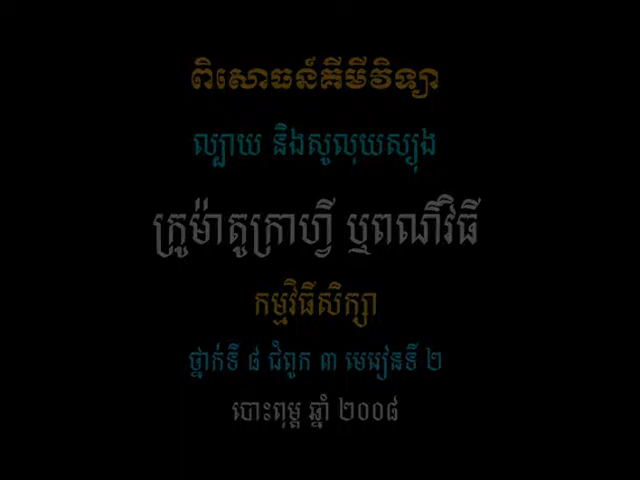 ពិសោធន៍គីមីវិទ្យា
ល្បាយ និងសូលុយស្យុង
ក្រូម៉ាតូក្រាហ្វី ឬពណ៌វិធី
កម្មវិធីសិក្សា
ថ្នាក់ទី ៨ ជំពូក ៣ មេរៀនទី ២
បោះពុម្ព ឆ្នាំ ២០០៨